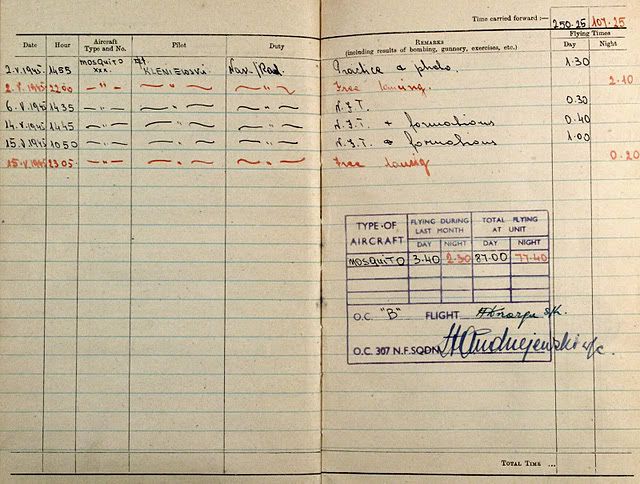 Time carried forward:— 250.25 107.25
Date Hour Aircraft Type and No. Pilot Duty Remarks (including results of bombing, gunnery, exercises, etc.) Flying Times Day Night
2.V.1945 1455 MOSQUITO XXX. KLENIEWSKI Nav./Rad. Practice a photo. 1.30
2.V.1945 2200 — " — — " — — " — Free 2.10
6.V.1945 1435 — " — — " — — " — N.F.T. 0.30
14.V.1945 1445 — " — — " — — " — N.F.T. + formations 0.40
15.V.1945 1050 — " — — " — — " — N.F.T. formations 1.00
15.V.1945 23.05 — " — — " — — " — Free 0.20
TYPE·OF AIRCRAFT FLYING DURING LAST MONTH TOTAL FLYING AT UNIT
DAY NIGHT DAY NIGHT
MOSQUITO 3.40 2.30 87.00 77.40
O.C. "B" FLIGHT
O.C. 307 N.F.SQDN
Total Time ...